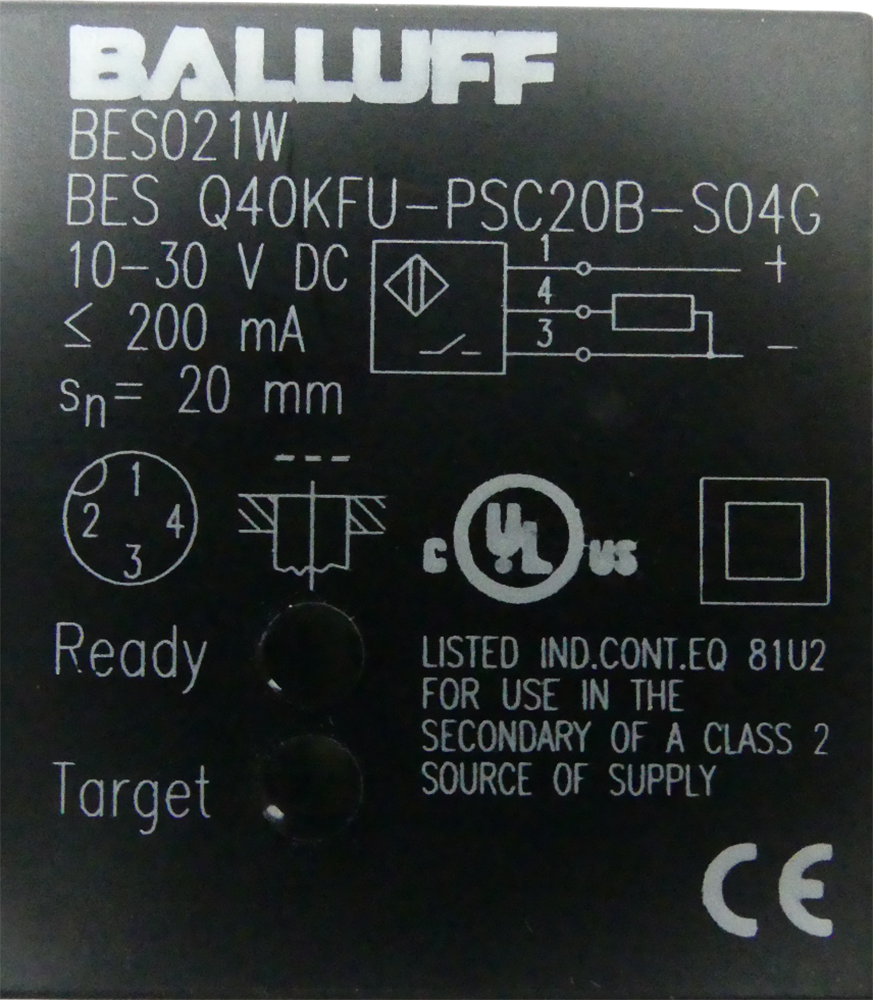 BALLUFF
BES021W
BES Q40KFU-PSC20B-S04G
10-30 V DC
≤ 200 mA
sn= 20 mm
1 +
4
3 −
1
2 4
3
C UL US
Ready
Target
LISTED IND.CONT.EQ 81U2
FOR USE IN THE
SECONDARY OF A CLASS 2
SOURCE OF SUPPLY
CE